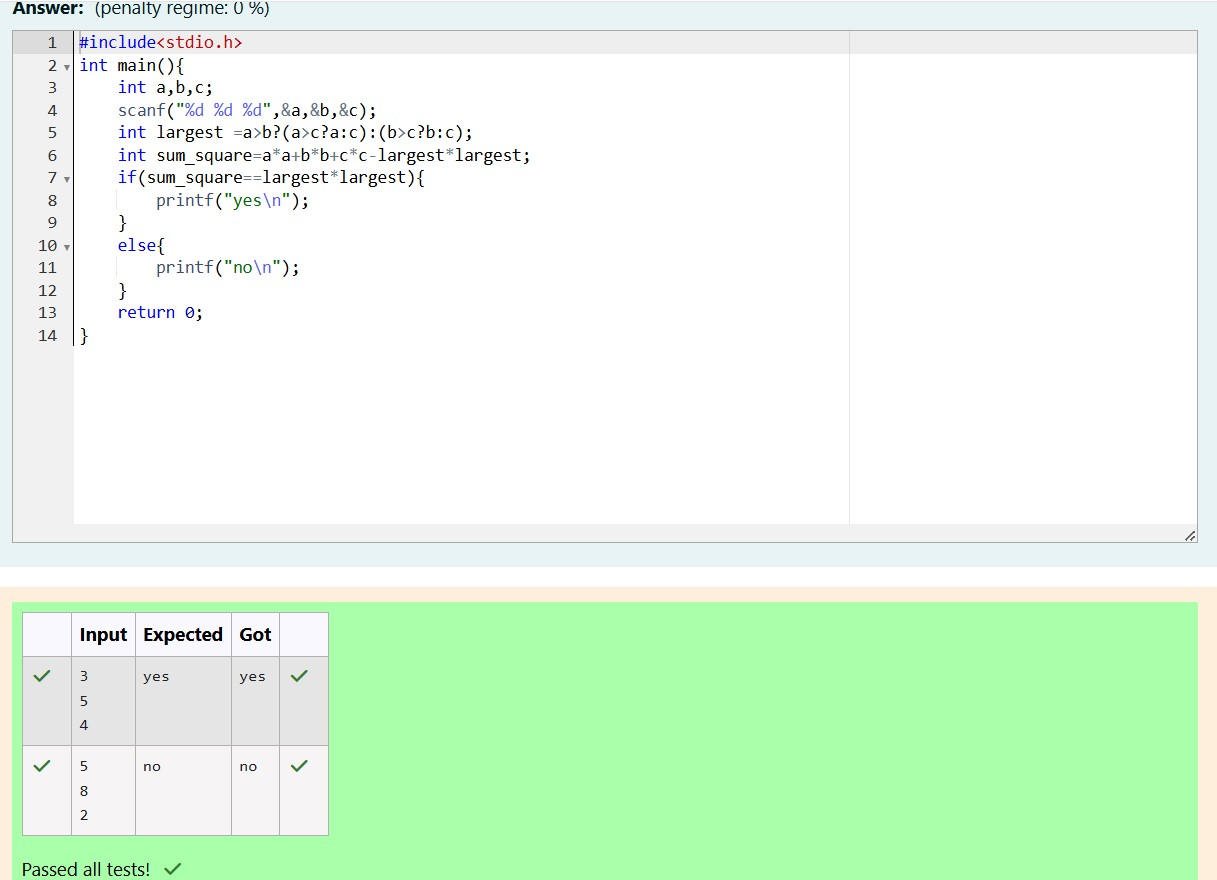 Answer: (penalty regime: 0 %)
1 #include<stdio.h>
2 int main(){
3     int a,b,c;
4     scanf("%d %d %d",&a,&b,&c);
5     int largest =a>b?(a>c?a:c):(b>c?b:c);
6     int sum_square=a*a+b*b+c*c-largest*largest;
7     if(sum_square==largest*largest){
8         printf("yes\n");
9     }
10     else{
11         printf("no\n");
12     }
13     return 0;
14 }
Input Expected Got
3 yes yes
5
4
5 no no
8
2
Passed all tests!